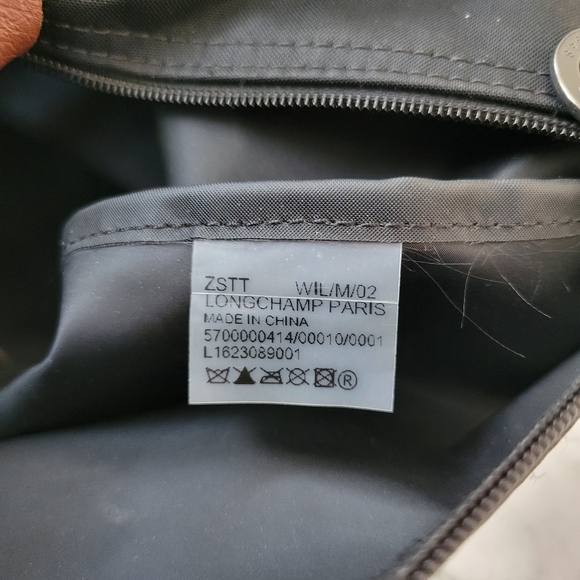 ZSTT WIL/M/02
LONGCHAMP PARIS
MADE IN CHINA
5700000414/00010/0001
L1623089001
®